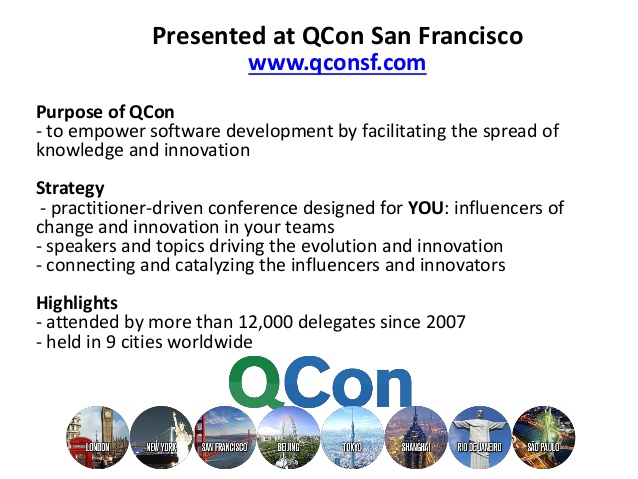 Presented at QCon San Francisco
www.qconsf.com
Purpose of QCon
- to empower software development by facilitating the spread of
knowledge and innovation
Strategy
- practitioner-driven conference designed for YOU: influencers of
change and innovation in your teams
- speakers and topics driving the evolution and innovation
- connecting and catalyzing the influencers and innovators
Highlights
- attended by more than 12,000 delegates since 2007
- held in 9 cities worldwide
QCon
LONDON NEW YORK SAN FRANCISCO BEIJING TOKYO SHANGHAI RIO DE JANEIRO SAO PAULO